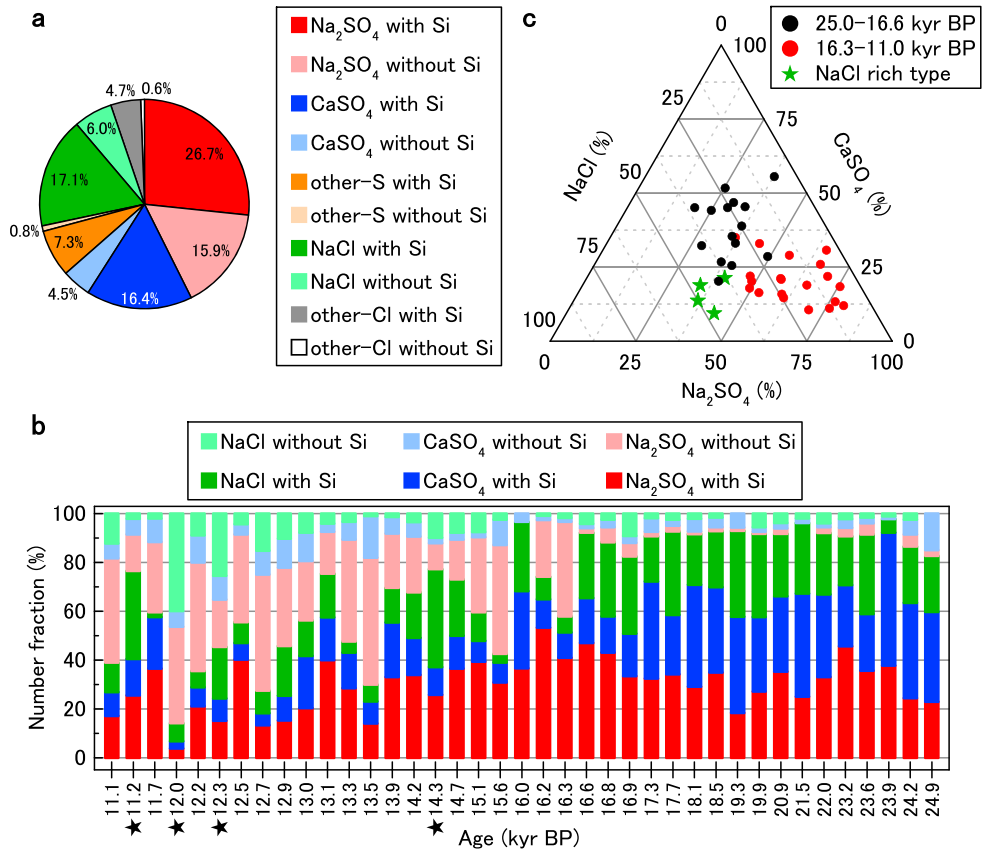 a
Na₂SO₄ with Si
Na₂SO₄ without Si
CaSO₄ with Si
CaSO₄ without Si
other-S with Si
other-S without Si
NaCl with Si
NaCl without Si
other-Cl with Si
other-Cl without Si
4.7%
0.6%
6.0%
26.7%
17.1%
0.8%
7.3%
15.9%
4.5%
16.4%
c
25.0-16.6 kyr BP
16.3-11.0 kyr BP
NaCl rich type
0
100
25
75
NaCl (%)
CaSO₄ (%)
50
50
75
25
100
0
0
25
50
75
100
Na₂SO₄ (%)
b
NaCl without Si
CaSO₄ without Si
Na₂SO₄ without Si
NaCl with Si
CaSO₄ with Si
Na₂SO₄ with Si
Number fraction (%)
100
80
60
40
20
0
11.1
★11.2
11.7
★12.0
12.2
★12.3
12.5
12.7
12.9
13.0
13.1
13.3
13.5
13.9
14.2
★14.3
14.7
15.1
15.6
16.0
16.2
16.3
16.6
16.8
16.9
17.3
17.7
18.1
18.5
19.3
19.9
20.9
21.5
22.0
23.2
23.6
23.9
24.2
24.9
Age (kyr BP)